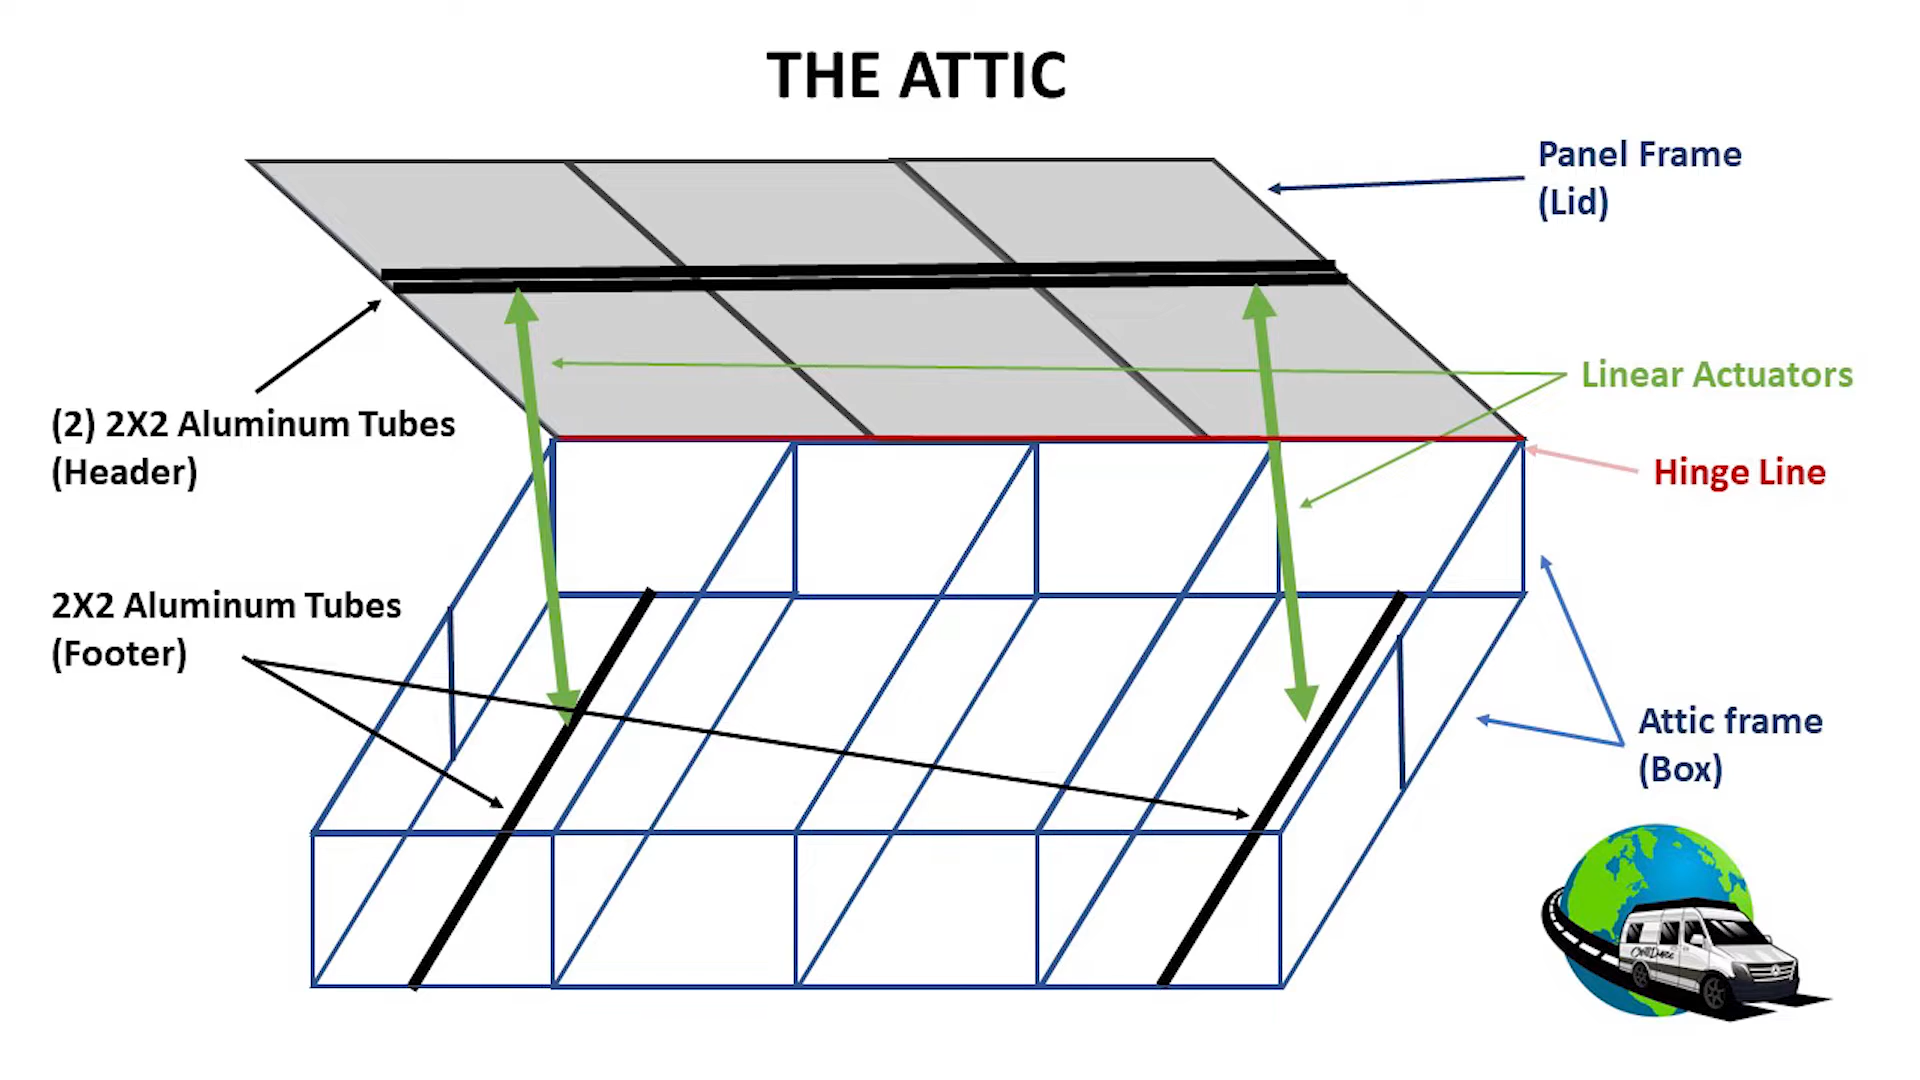 THE ATTIC
Panel Frame
(Lid)
Linear Actuators
(2) 2X2 Aluminum Tubes
(Header)
Hinge Line
2X2 Aluminum Tubes
(Footer)
Attic frame
(Box)